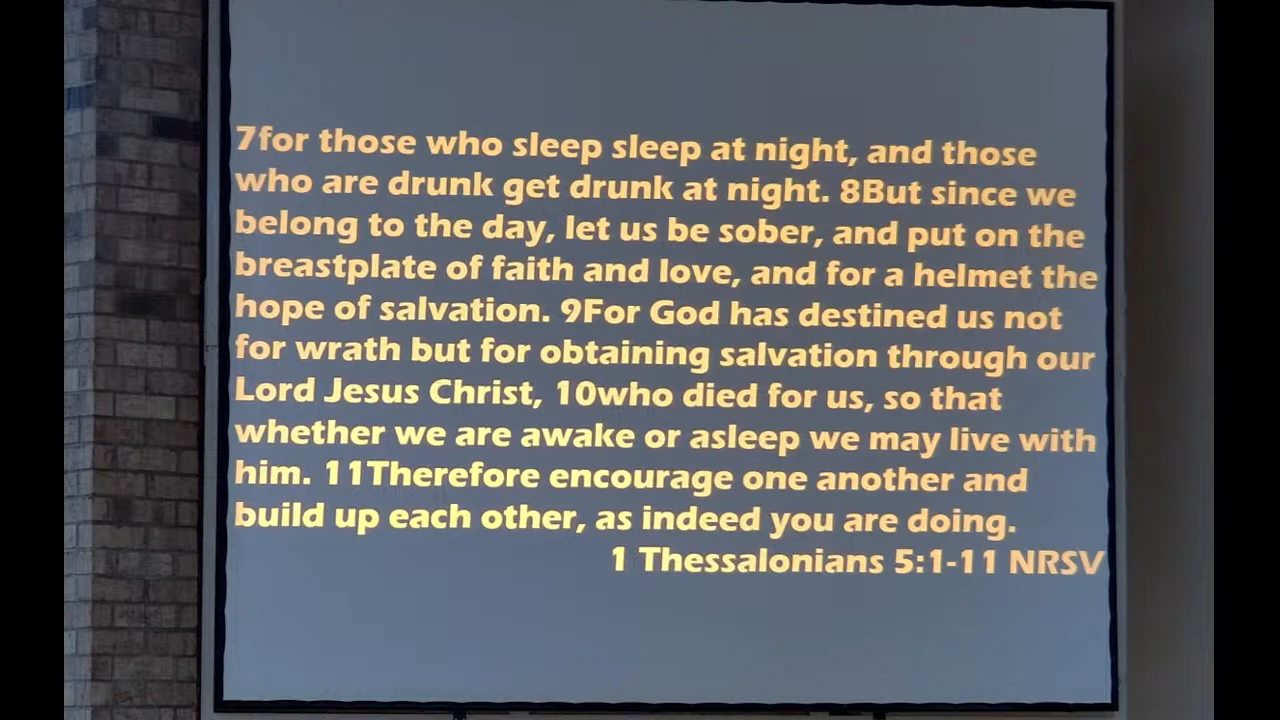 7for those who sleep sleep at night, and those
who are drunk get drunk at night. 8But since we
belong to the day, let us be sober, and put on the
breastplate of faith and love, and for a helmet the
hope of salvation. 9For God has destined us not
for wrath but for obtaining salvation through our
Lord Jesus Christ, 10who died for us, so that
whether we are awake or asleep we may live with
him. 11Therefore encourage one another and
build up each other, as indeed you are doing.
1 Thessalonians 5:1-11 NRSV